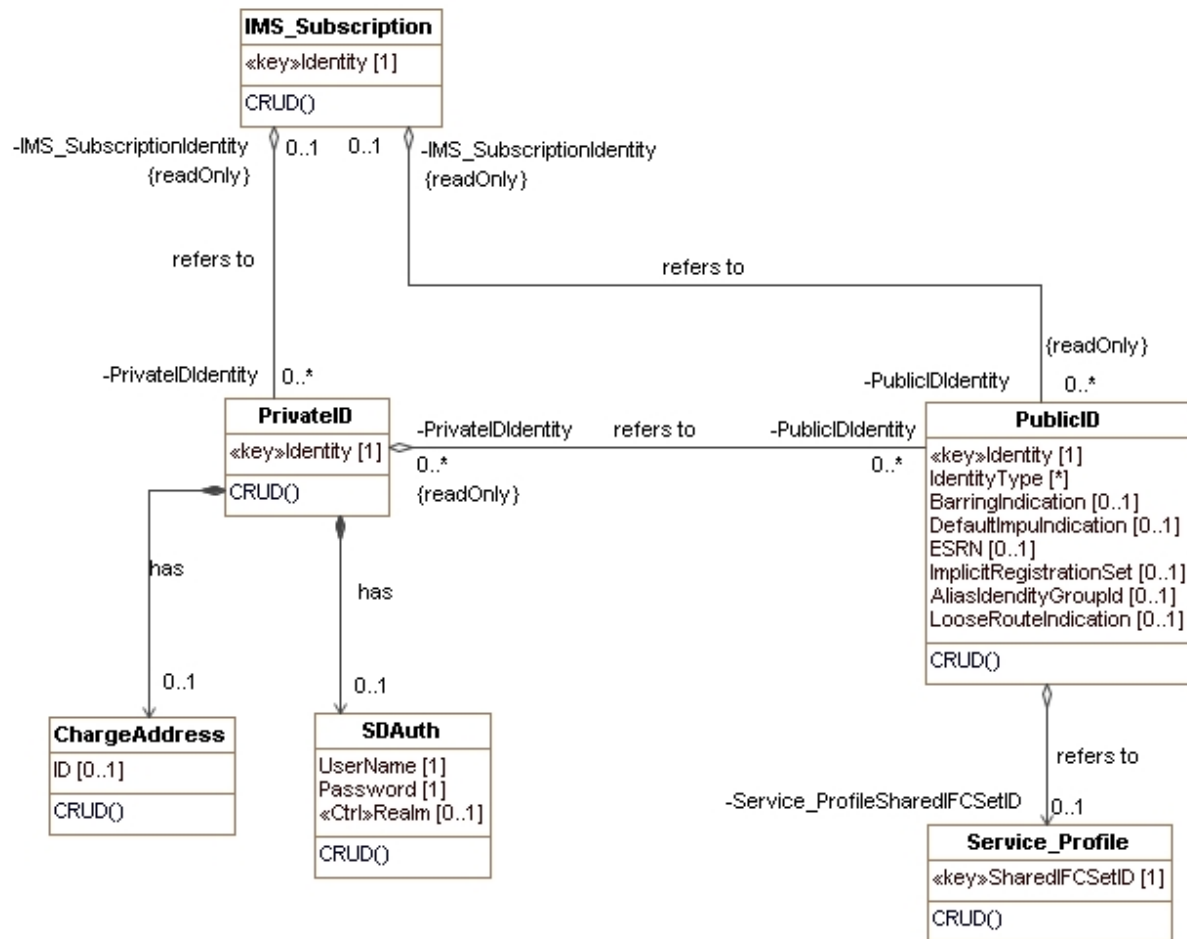 IMS_Subscription
«key»Identity [1]
CRUD()
-IMS_SubscriptionIdentity
0..1
0..1
-IMS_SubscriptionIdentity
{readOnly}
{readOnly}
refers to
refers to
{readOnly}
-PrivateIDIdentity
0..*
-PublicIDIdentity
0..*
PrivateID
«key»Identity [1]
CRUD()
-PrivateIDIdentity
refers to
-PublicIDIdentity
0..*
0..*
{readOnly}
PublicID
«key»Identity [1]
IdentityType [*]
BarringIndication [0..1]
DefaultImpuIndication [0..1]
ESRN [0..1]
ImplicitRegistrationSet [0..1]
AliasIdendityGroupId [0..1]
LooseRouteIndication [0..1]
CRUD()
has
has
0..1
0..1
ChargeAddress
ID [0..1]
CRUD()
SDAuth
UserName [1]
Password [1]
«Ctrl»Realm [0..1]
CRUD()
refers to
-Service_ProfileSharedIFCSetID
0..1
Service_Profile
«key»SharedIFCSetID [1]
CRUD()